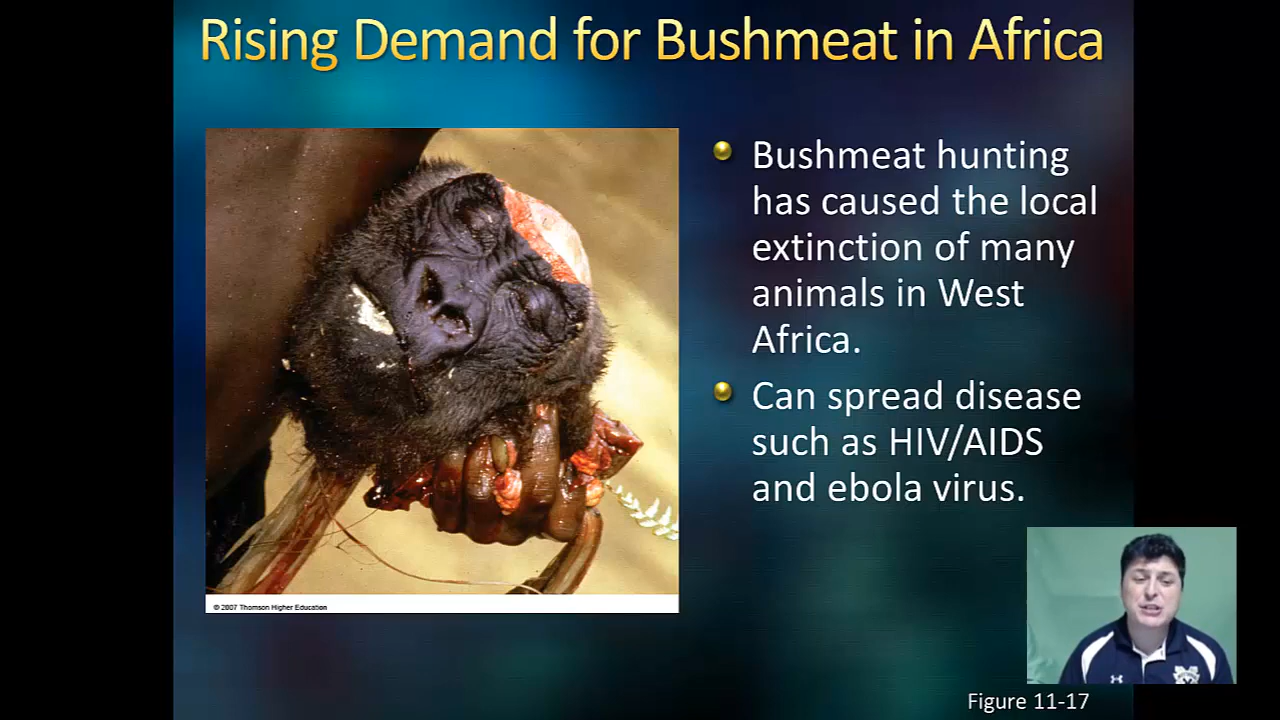 Rising Demand for Bushmeat in Africa
Bushmeat hunting
has caused the local
extinction of many
animals in West
Africa.
Can spread disease
such as HIV/AIDS
and ebola virus.
© 2007 Thomson Higher Education
Figure 11-17